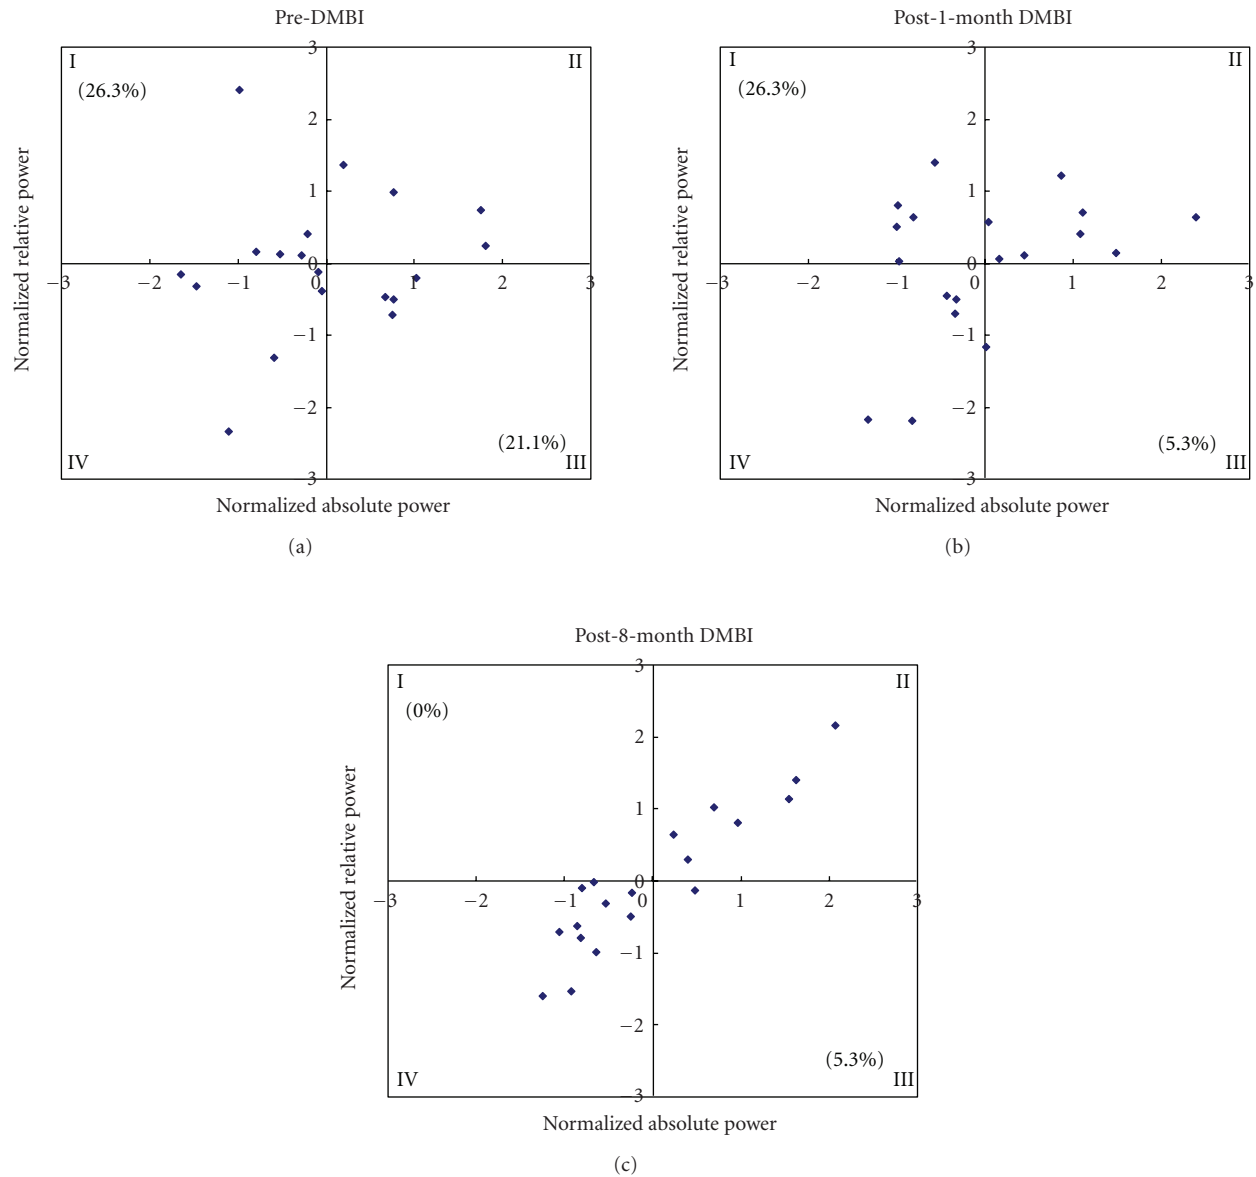 Pre-DMBI
3
I
II
(26.3%)
2
1
0
−3
−2
−1
0
1
2
3
−1
−2
(21.1%)
IV
III
3
Normalized relative power
Normalized absolute power
(a)
Post-1-month DMBI
3
I
II
(26.3%)
2
1
0
−3
−2
−1
0
1
2
3
−1
−2
(5.3%)
IV
III
3
Normalized relative power
Normalized absolute power
(b)
Post-8-month DMBI
3
I
II
(0%)
2
1
0
−3
−2
−1
0
1
2
3
−1
−2
(5.3%)
IV
III
−3
Normalized relative power
Normalized absolute power
(c)